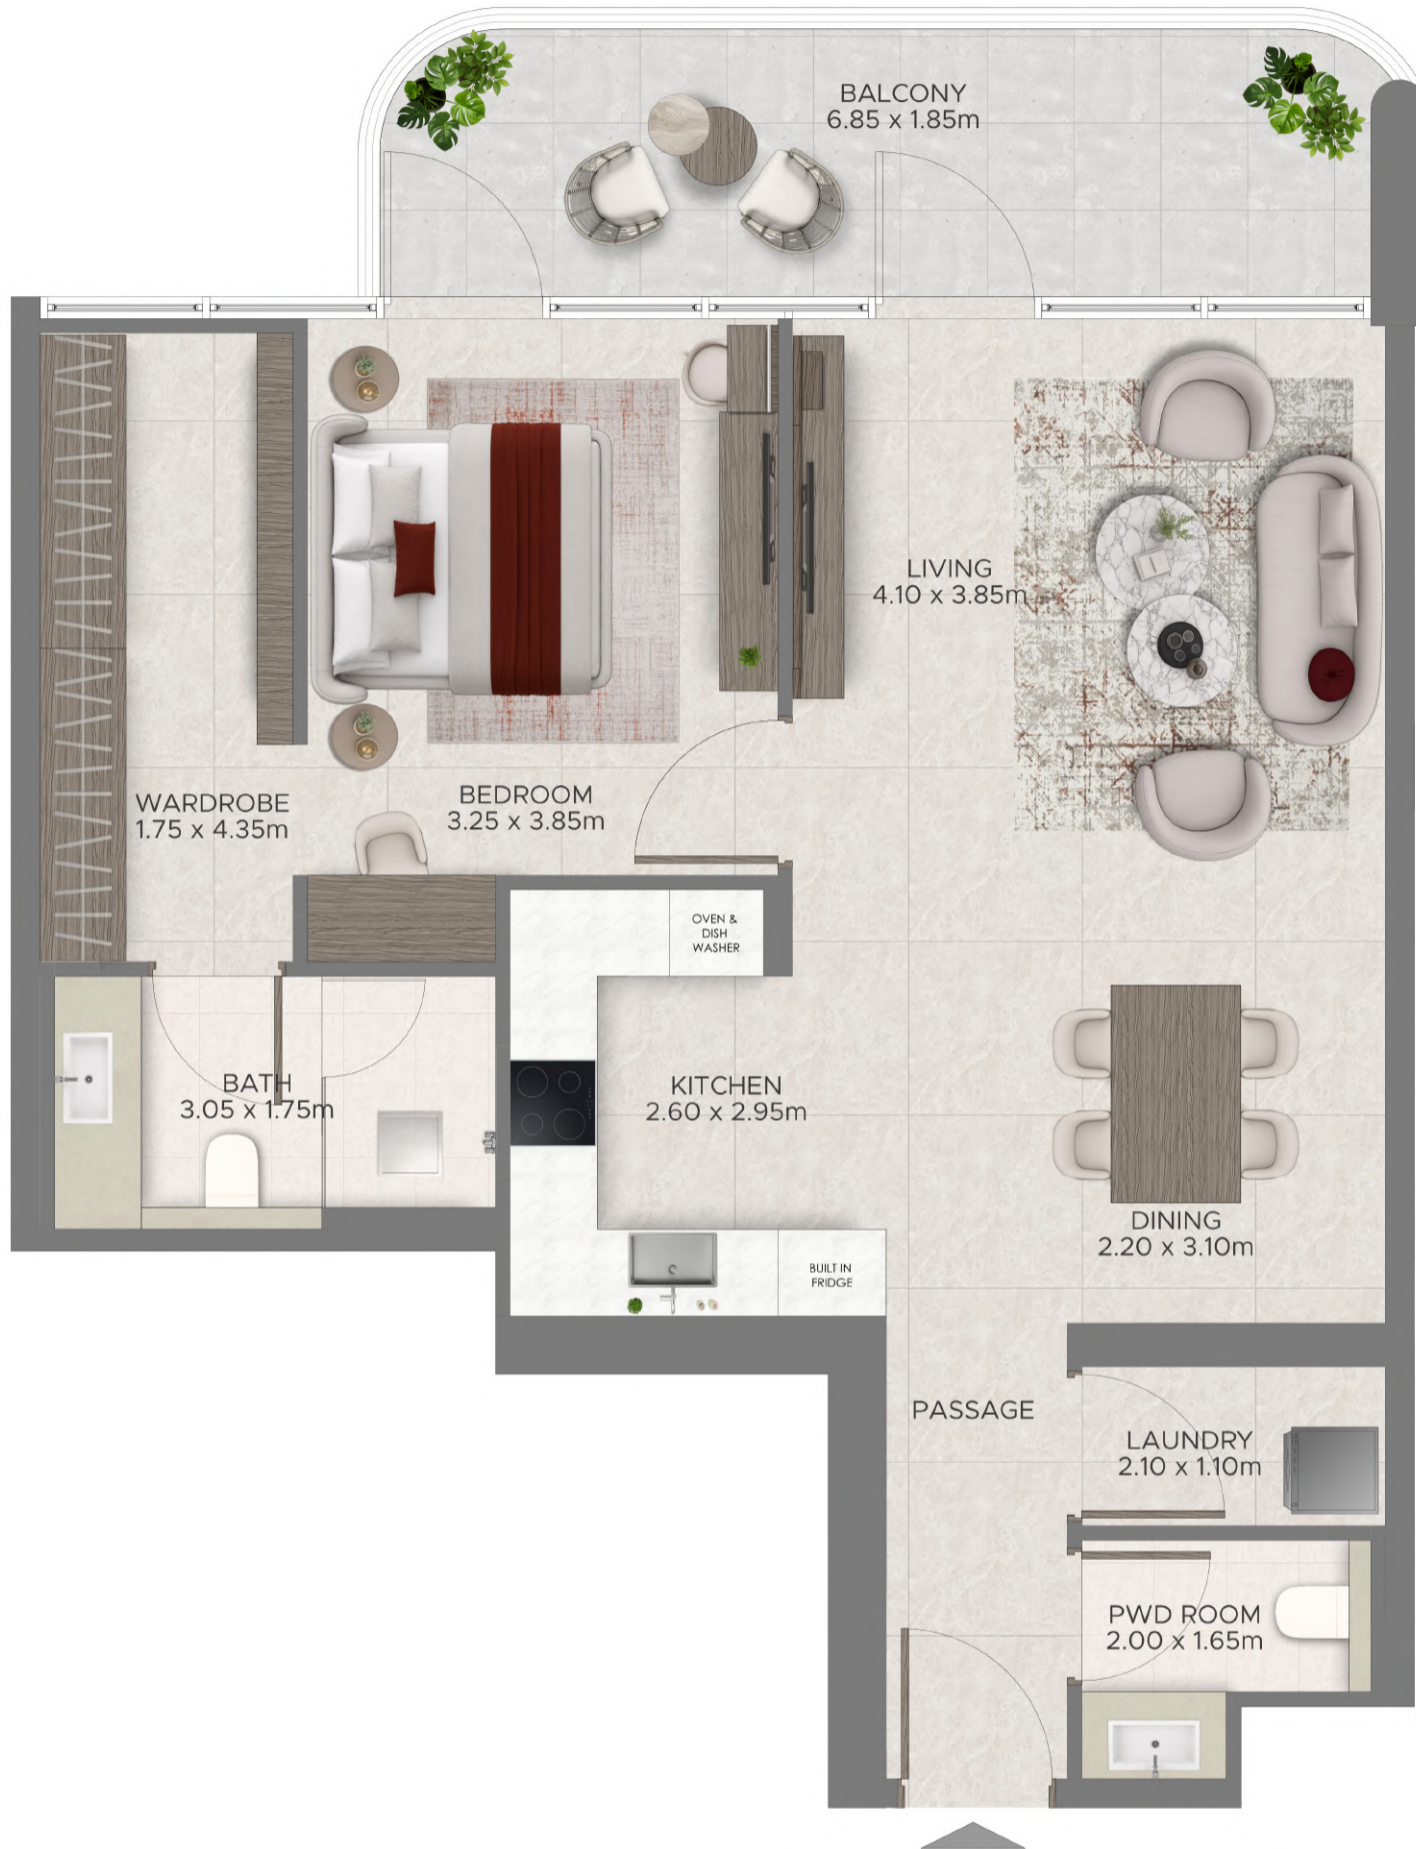 BALCONY
6.85 x 1.85m
LIVING
4.10 x 3.85m
WARDROBE
1.75 x 4.35m
BEDROOM
3.25 x 3.85m
OVEN &
DISH
WASHER
BATH
3.05 x 1.75m
KITCHEN
2.60 x 2.95m
DINING
2.20 x 3.10m
BUILT IN
FRIDGE
PASSAGE
LAUNDRY
2.10 x 1.10m
PWD ROOM
2.00 x 1.65m